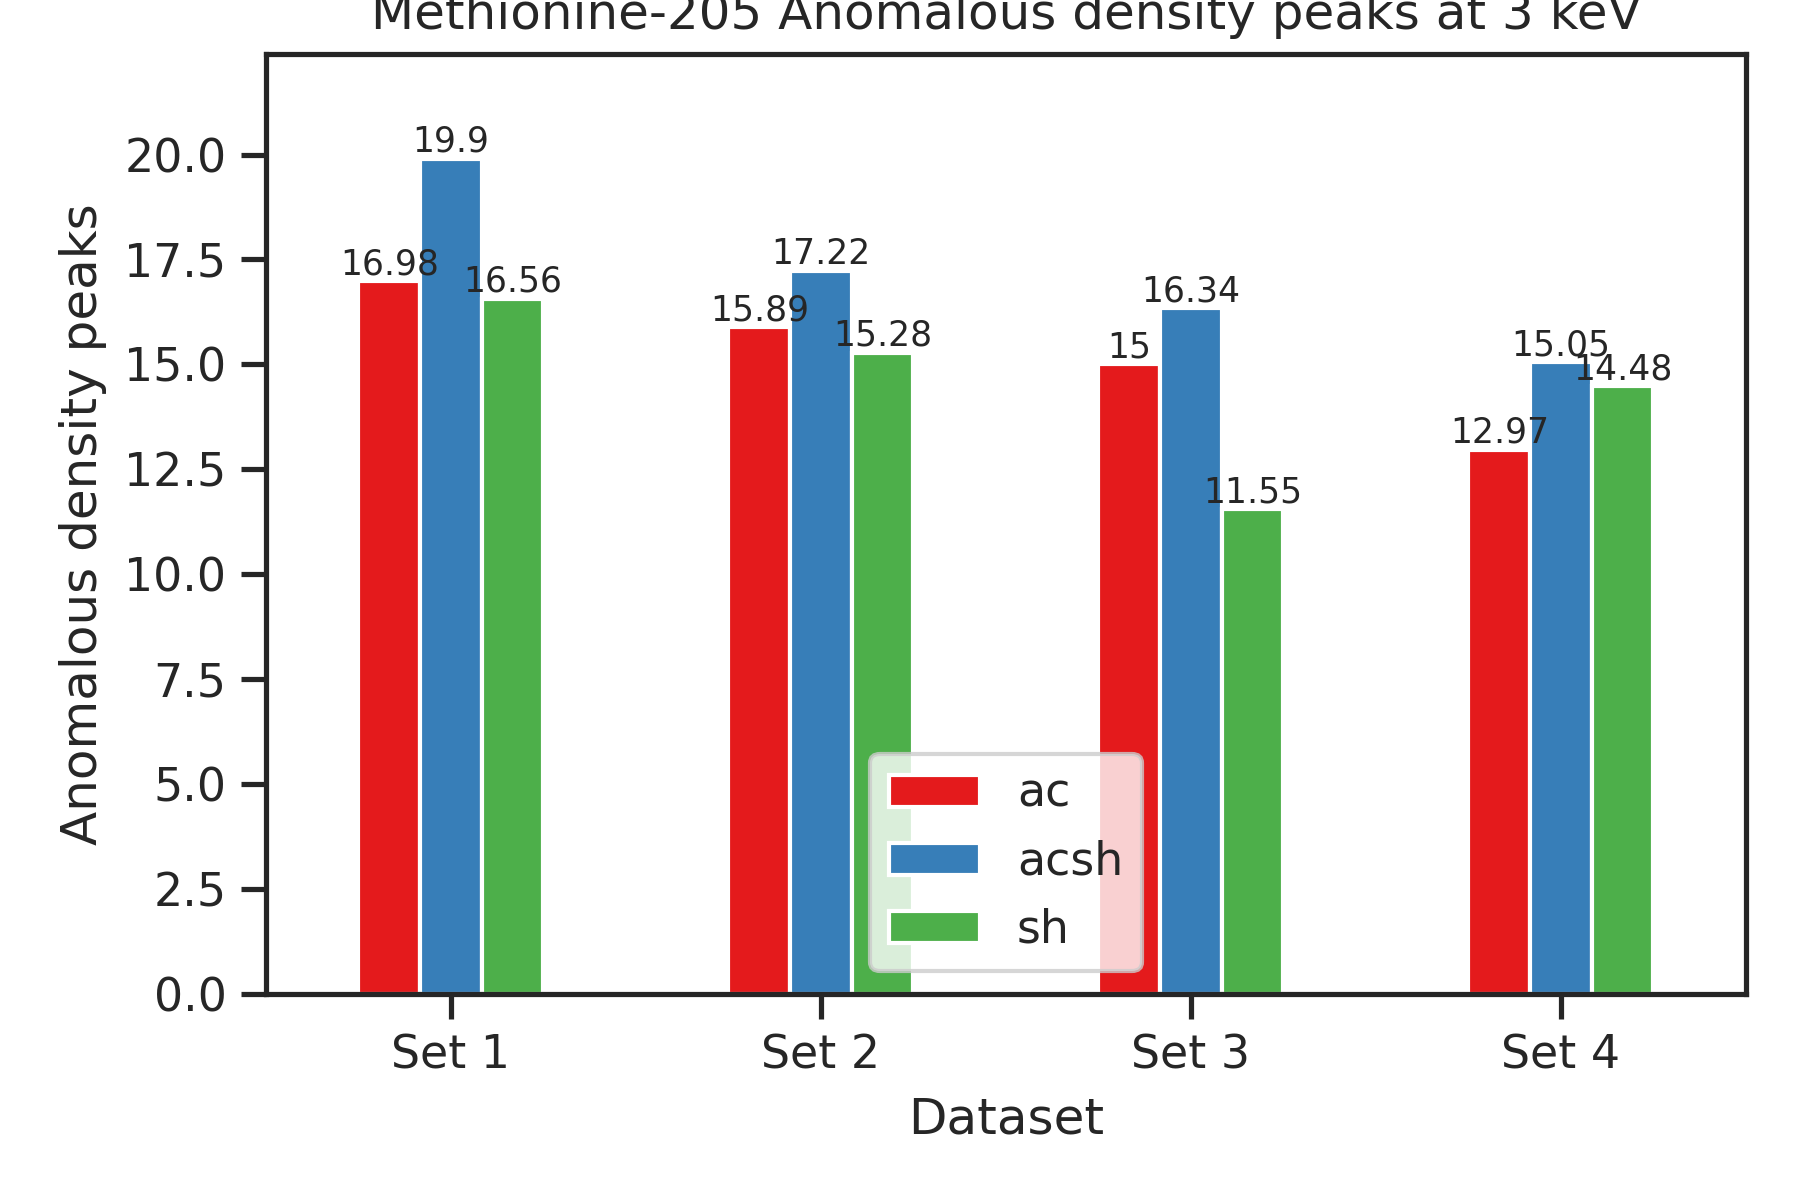 Methionine-205 Anomalous density peaks at 3 keV
Anomalous density peaks
20.0
17.5
15.0
12.5
10.0
7.5
5.0
2.5
0.0
16.98
19.9
16.56
15.89
17.22
15.28
15
16.34
11.55
12.97
15.05
14.48
ac
acsh
sh
Set 1
Set 2
Set 3
Set 4
Dataset